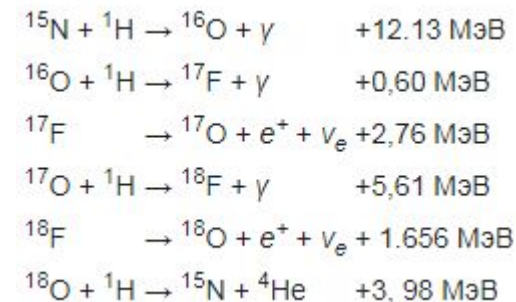 ¹⁵N + ¹H → ¹⁶O + γ +12.13 МэВ
¹⁶O + ¹H → ¹⁷F + γ +0,60 МэВ
¹⁷F → ¹⁷O + e⁺ + νₑ +2,76 МэВ
¹⁷O + ¹H → ¹⁸F + γ +5,61 МэВ
¹⁸F → ¹⁸O + e⁺ + νₑ + 1.656 МэВ
¹⁸O + ¹H → ¹⁵N + ⁴He +3, 98 МэВ